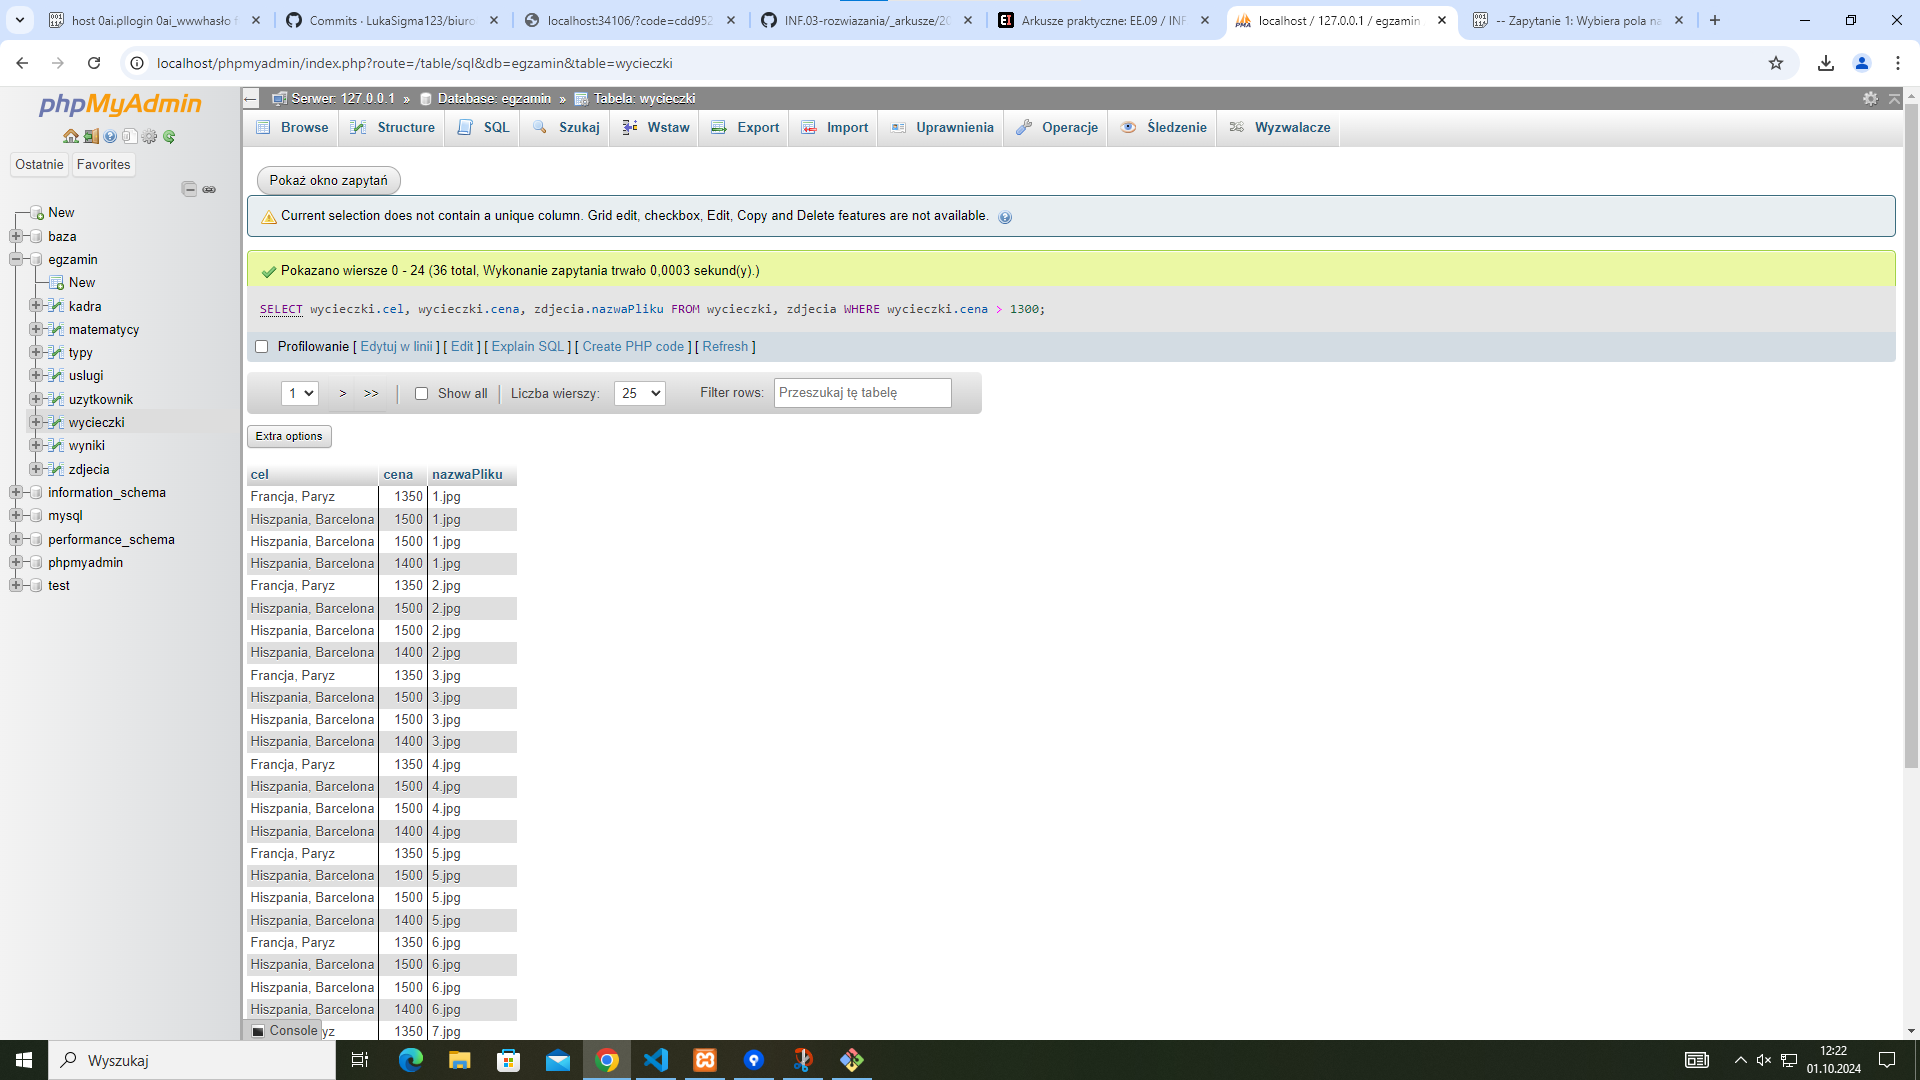 host 0ai.pllogin 0ai_wwwhasło f
Commits · LukaSigma123/biuro
localhost:34106/?code=cdd952
INF.03-rozwiazania/_arkusze/20
Arkusze praktyczne: EE.09 / INF
localhost / 127.0.0.1 / egzamin
-- Zapytanie 1: Wybiera pola na
localhost/phpmyadmin/index.php?route=/table/sql&db=egzamin&table=wycieczki
phpMyAdmin
Ostatnie
Favorites
New
baza
egzamin
New
kadra
matematycy
typy
uslugi
uzytkownik
wycieczki
wyniki
zdjecia
information_schema
mysql
performance_schema
phpmyadmin
test
Serwer: 127.0.0.1 » Database: egzamin » Tabela: wycieczki
Browse
Structure
SQL
Szukaj
Wstaw
Export
Import
Uprawnienia
Operacje
Śledzenie
Wyzwalacze
Pokaż okno zapytań
Current selection does not contain a unique column. Grid edit, checkbox, Edit, Copy and Delete features are not available.
Pokazano wiersze 0 - 24 (36 total, Wykonanie zapytania trwało 0,0003 sekund(y).)
SELECT wycieczki.cel, wycieczki.cena, zdjecia.nazwaPliku FROM wycieczki, zdjecia WHERE wycieczki.cena > 1300;
Profilowanie [ Edytuj w linii ] [ Edit ] [ Explain SQL ] [ Create PHP code ] [ Refresh ]
1 > >> Show all Liczba wierszy: 25 Filter rows: Przeszukaj tę tabelę
Extra options
cel cena nazwaPliku
Francja, Paryz 1350 1.jpg
Hiszpania, Barcelona 1500 1.jpg
Hiszpania, Barcelona 1500 1.jpg
Hiszpania, Barcelona 1400 1.jpg
Francja, Paryz 1350 2.jpg
Hiszpania, Barcelona 1500 2.jpg
Hiszpania, Barcelona 1500 2.jpg
Hiszpania, Barcelona 1400 2.jpg
Francja, Paryz 1350 3.jpg
Hiszpania, Barcelona 1500 3.jpg
Hiszpania, Barcelona 1500 3.jpg
Hiszpania, Barcelona 1400 3.jpg
Francja, Paryz 1350 4.jpg
Hiszpania, Barcelona 1500 4.jpg
Hiszpania, Barcelona 1500 4.jpg
Hiszpania, Barcelona 1400 4.jpg
Francja, Paryz 1350 5.jpg
Hiszpania, Barcelona 1500 5.jpg
Hiszpania, Barcelona 1500 5.jpg
Hiszpania, Barcelona 1400 5.jpg
Francja, Paryz 1350 6.jpg
Hiszpania, Barcelona 1500 6.jpg
Hiszpania, Barcelona 1500 6.jpg
Hiszpania, Barcelona 1400 6.jpg
Console yz 1350 7.jpg
Wyszukaj
12:22
01.10.2024